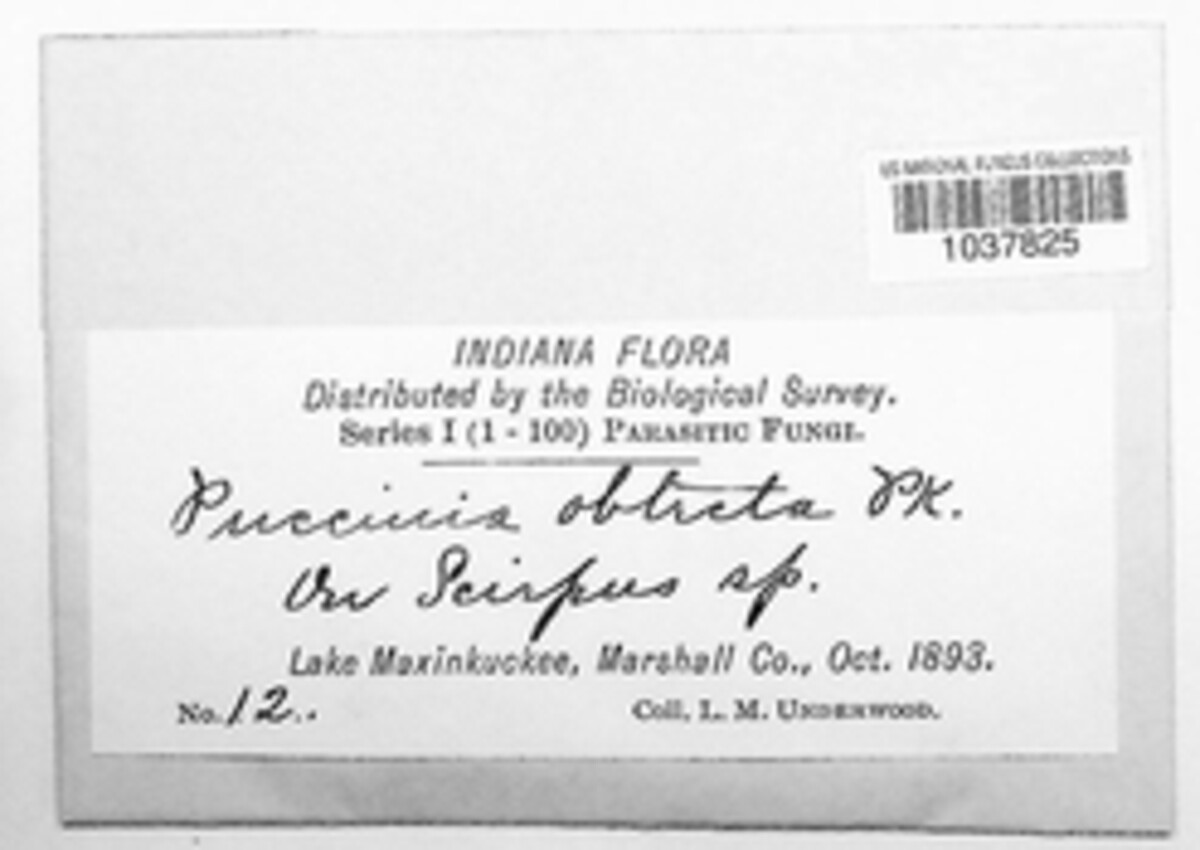 US NATIONAL FUNGUS COLLECTIONS
1037825
INDIANA FLORA
Distributed by the Biological Survey.
Series I (1 - 100) PARASITIC FUNGI.
Puccinia obtecta Pk.
On Scirpus sp.
Lake Maxinkuckee, Marshall Co., Oct. 1893.
No. 12.
Coll. L. M. UNDERWOOD.